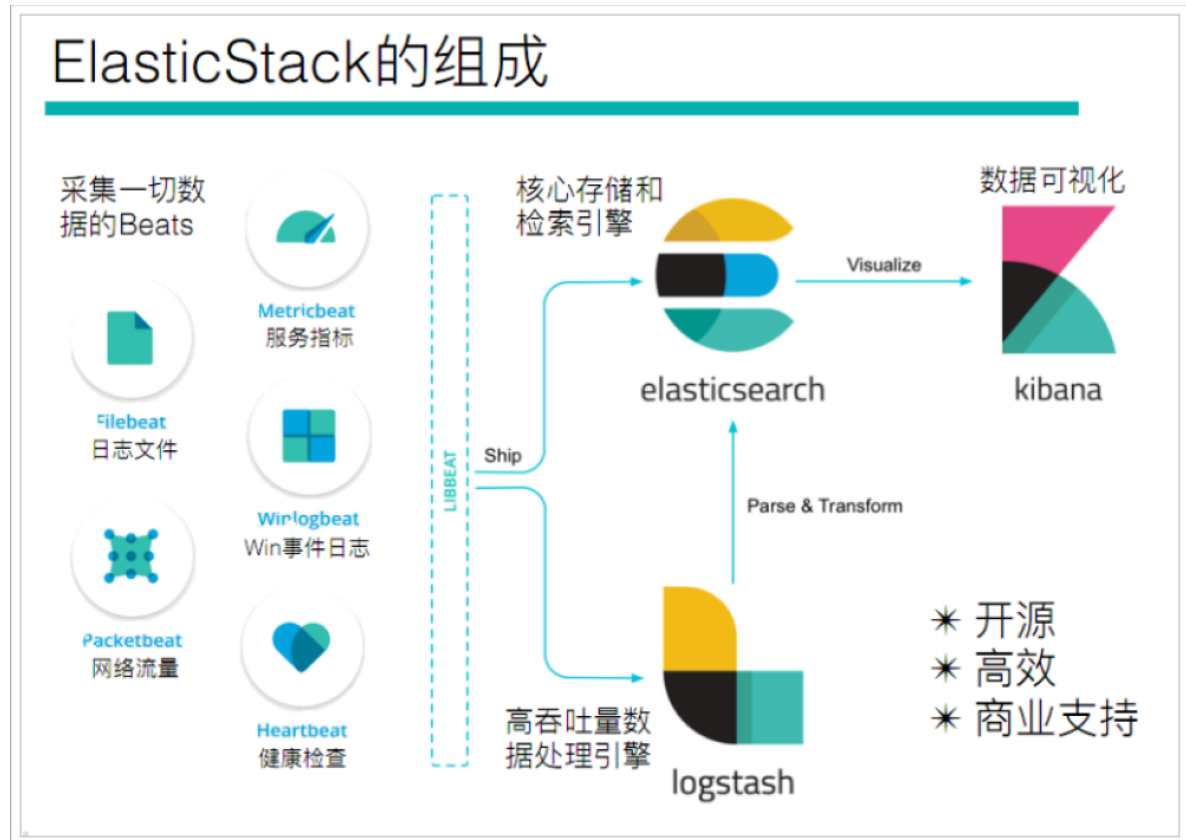 ElasticStack的组成
采集一切数
据的Beats
Metricbeat
服务指标
Filebeat
日志文件
Winlogbeat
Win事件日志
Packetbeat
网络流量
Heartbeat
健康检查
LIBBEAT
Ship
核心存储和
检索引擎
elasticsearch
Visualize
数据可视化
kibana
Parse & Transform
高吞吐量数
据处理引擎
logstash
✴ 开源
✴ 高效
✴ 商业支持